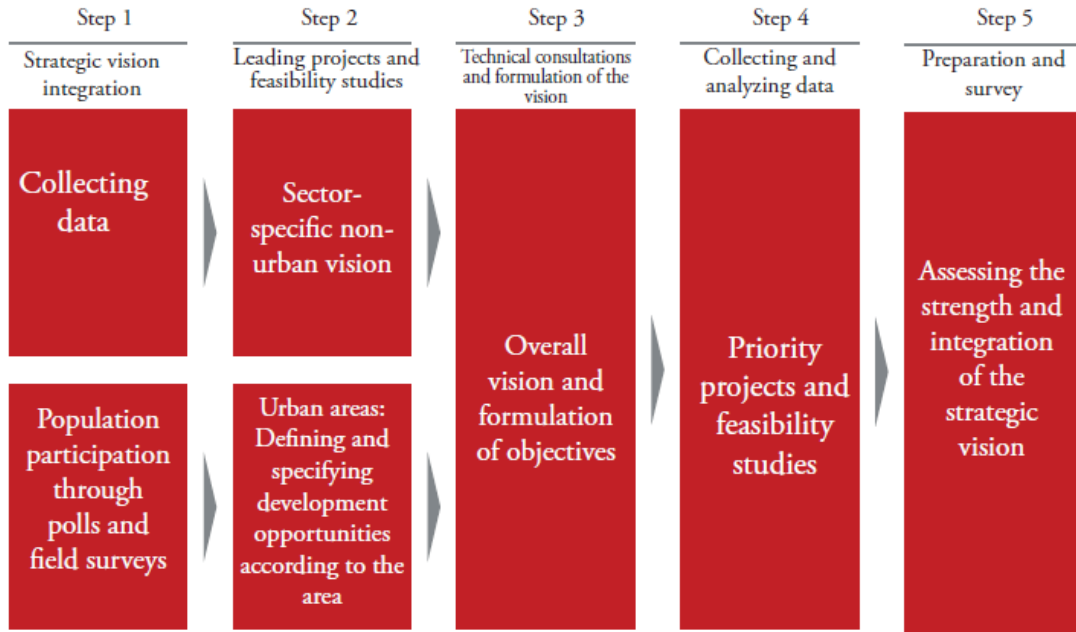 Step 1
Strategic vision
integration
Collecting
data
Population
participation
through
polls and
field surveys
Step 2
Leading projects and
feasibility studies
Sector-
specific non-
urban vision
Urban areas:
Defining and
specifying
development
opportunities
according to the
area
Step 3
Technical consultations
and formulation of the
vision
Overall
vision and
formulation
of objectives
Step 4
Collecting and
analyzing data
Priority
projects and
feasibility
studies
Step 5
Preparation and
survey
Assessing the
strength and
integration
of the
strategic
vision